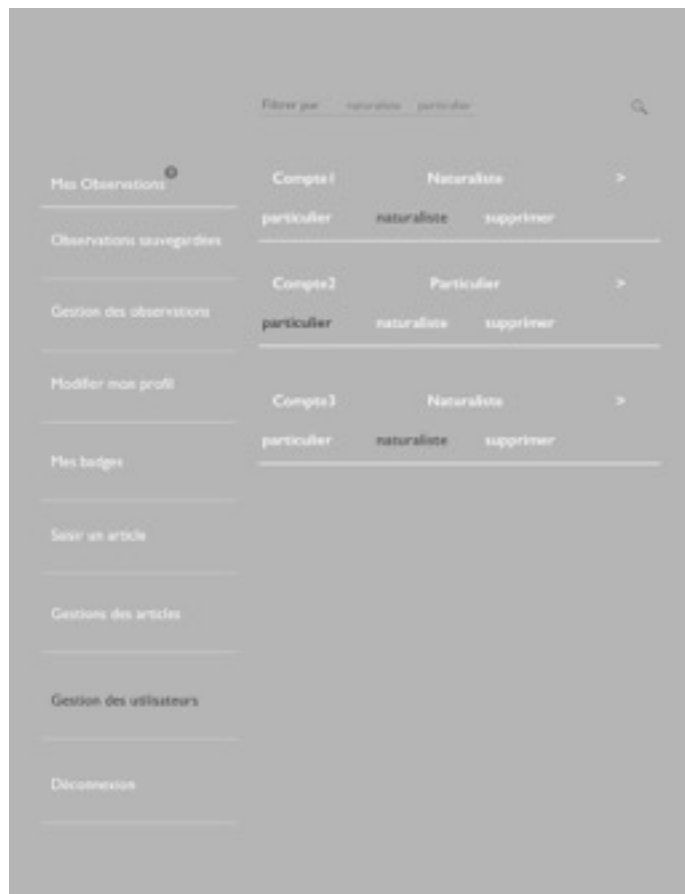 Filtrer par naturaliste particulier
Mes Observations
Observations sauvegardées
Gestion des observations
Modifier mon profil
Mes badges
Saisir un article
Gestions des articles
Gestion des utilisateurs
Déconnexion
Compte1 Naturaliste >
particulier naturaliste supprimer
Compte2 Particulier >
particulier naturaliste supprimer
Compte3 Naturaliste >
particulier naturaliste supprimer